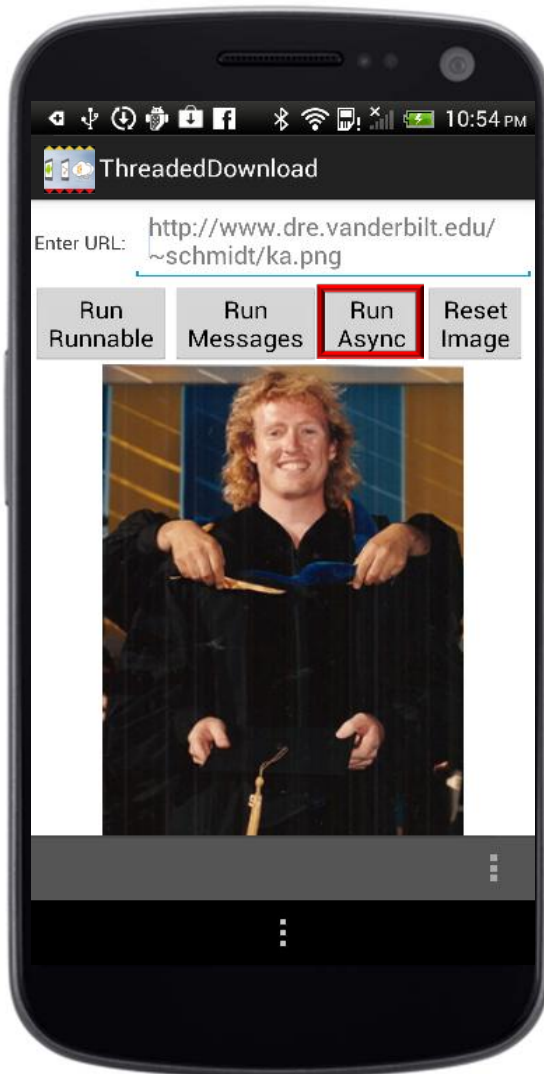 10:54 PM
ThreadedDownload
Enter URL:
http://www.dre.vanderbilt.edu/
~schmidt/ka.png
Run Runnable
Run Messages
Run Async
Reset Image